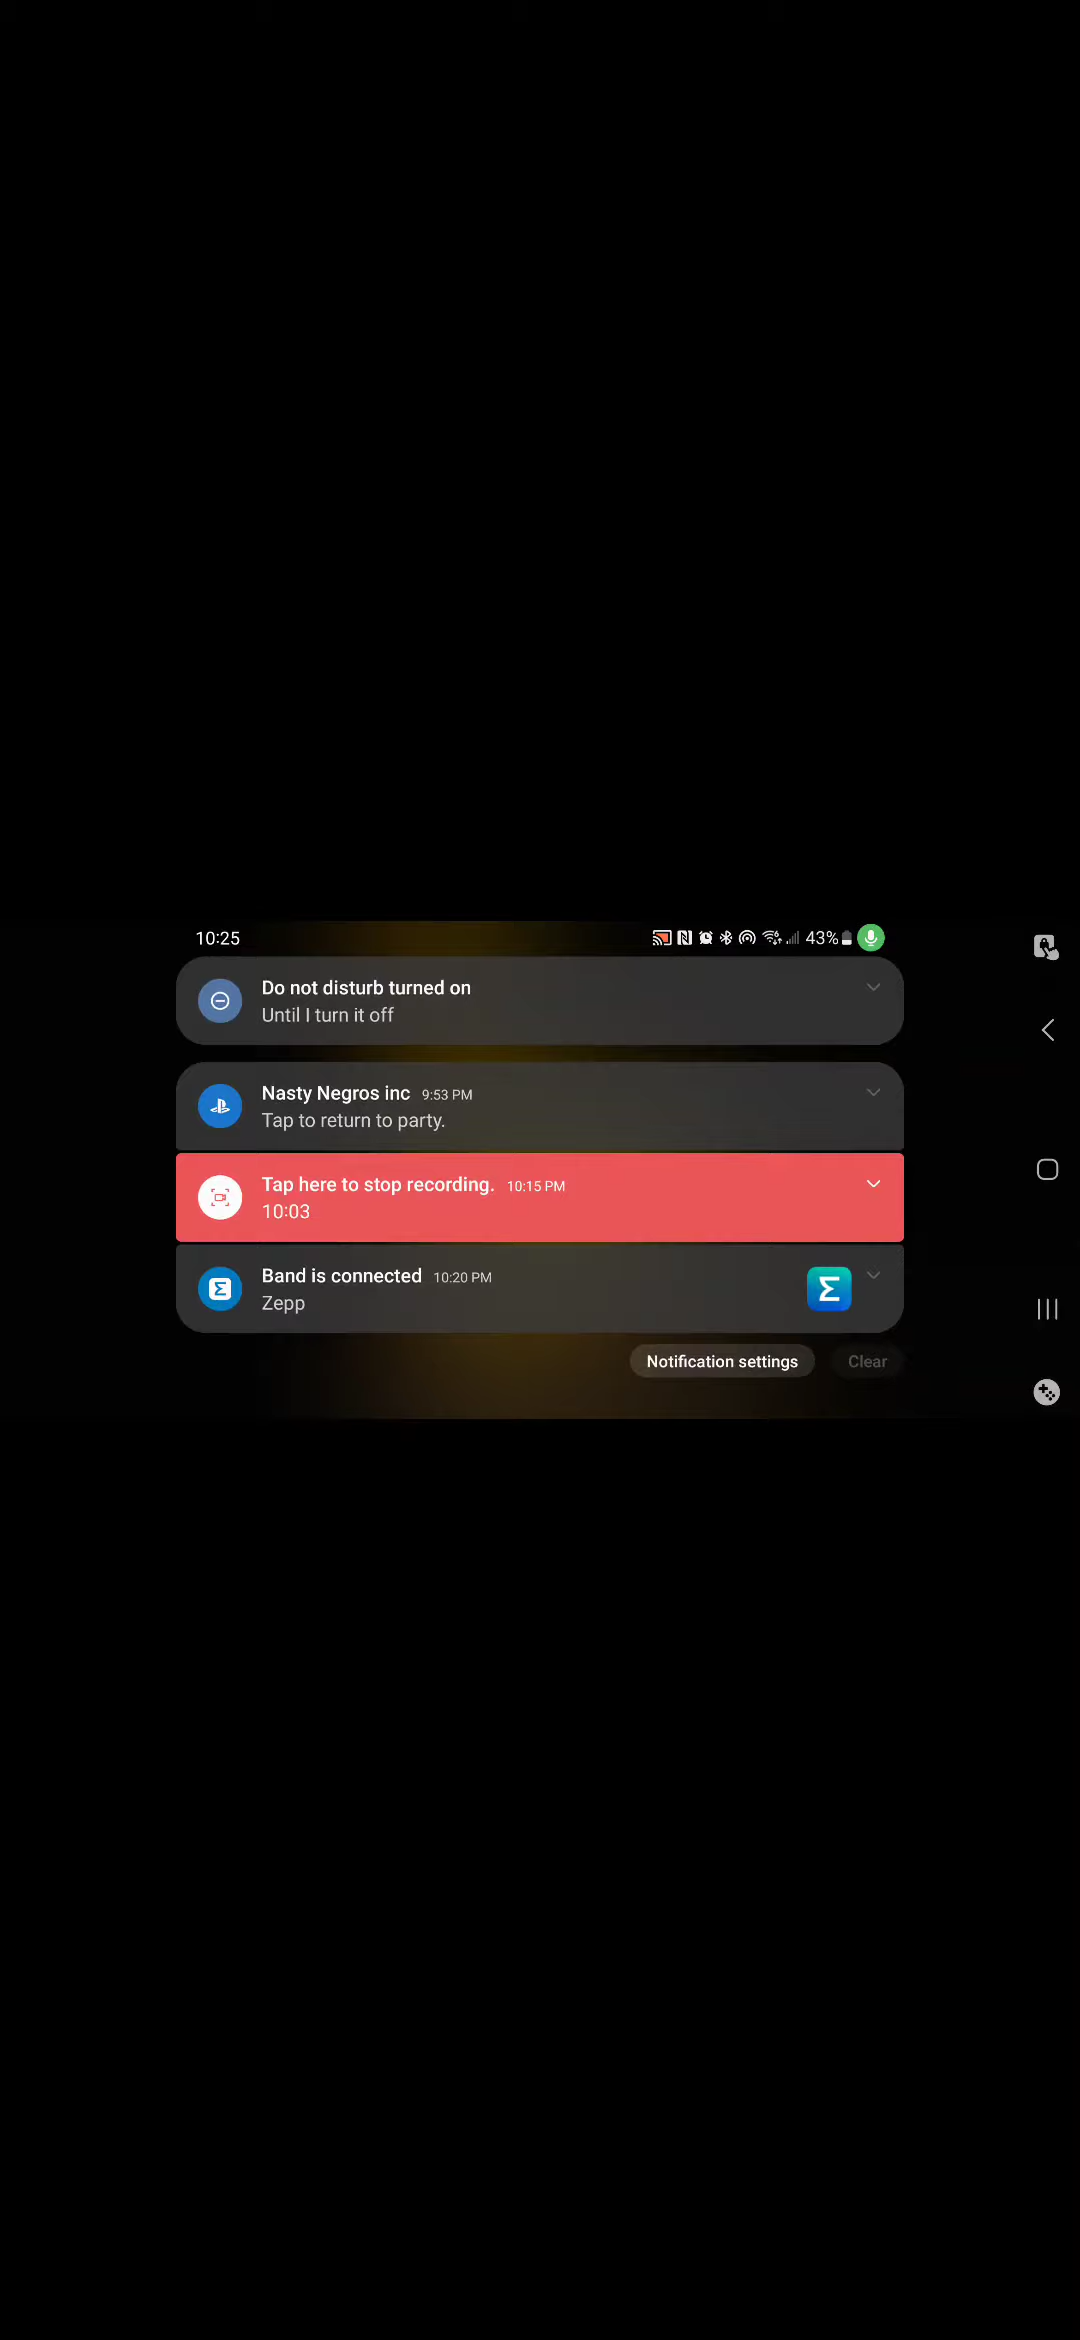 10:25 43%
Do not disturb turned on
Until I turn it off
Nasty Negros inc 9:53 PM
Tap to return to party.
Tap here to stop recording. 10:15 PM
10:03
Band is connected 10:20 PM
Zepp
Notification settings Clear